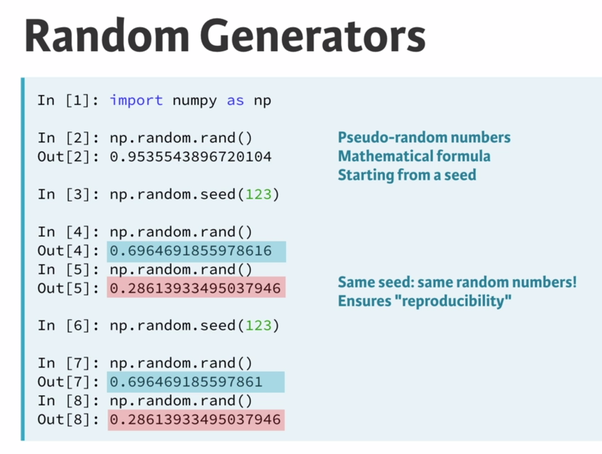 Random Generators
In [1]: import numpy as np
In [2]: np.random.rand()
Out[2]: 0.9535543896720104
Pseudo-random numbers
Mathematical formula
Starting from a seed
In [3]: np.random.seed(123)
In [4]: np.random.rand()
Out[4]: 0.6964691855978616
In [5]: np.random.rand()
Out[5]: 0.28613933495037946
Same seed: same random numbers!
Ensures "reproducibility"
In [6]: np.random.seed(123)
In [7]: np.random.rand()
Out[7]: 0.696469185597861
In [8]: np.random.rand()
Out[8]: 0.28613933495037946